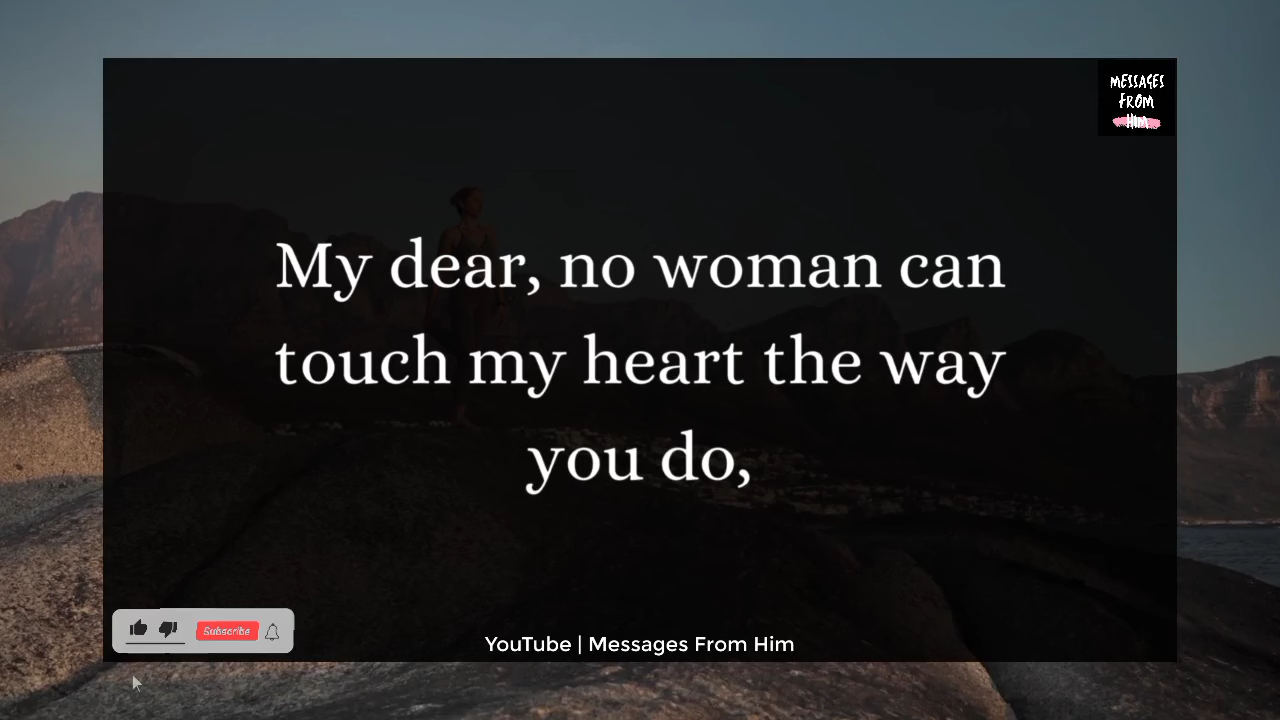 MESSAGES
FROM
HIM
My dear, no woman can
touch my heart the way
you do,
Subscribe
YouTube | Messages From Him